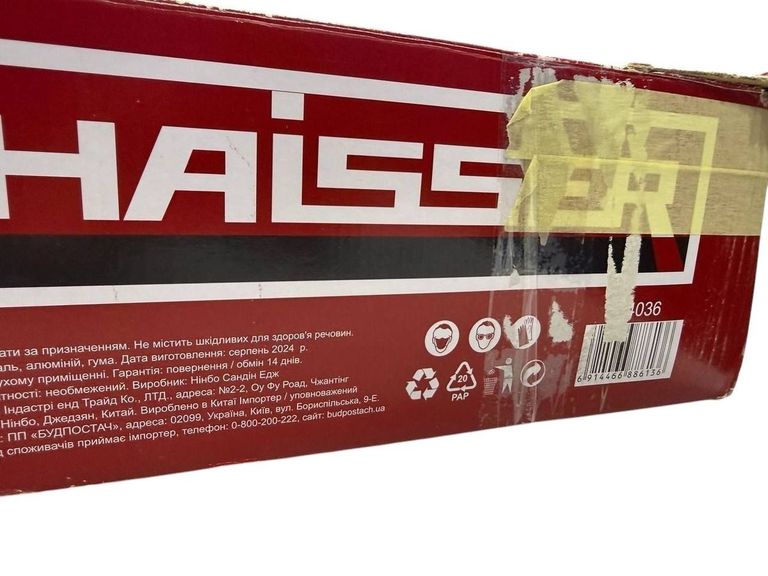 HAISSER
036
ати за призначенням. Не містить шкідливих для здоров'я речовин.
аль, алюміній, гума. Дата виготовлення: серпень 2024 р.
ухому приміщенні. Гарантія: повернення / обмін 14 днів.
атності: необмежений. Виробник: Нінбо Сандін Едж
Індастрі енд Трайд Ко., ЛТД., адреса: №2-2, Оу Фу Роад, Чжантінг
Нінбо, Джедзян, Китай. Вироблено в Китаї Імпортер / уповноважений
: ПП «БУДПОСТАЧ», адреса: 02099, Україна, Київ, вул. Бориспільська, 9-Е.
д споживачів приймає імпортер, телефон: 0-800-200-222, сайт: budpostach.ua
20
PAP
6 914466 886136